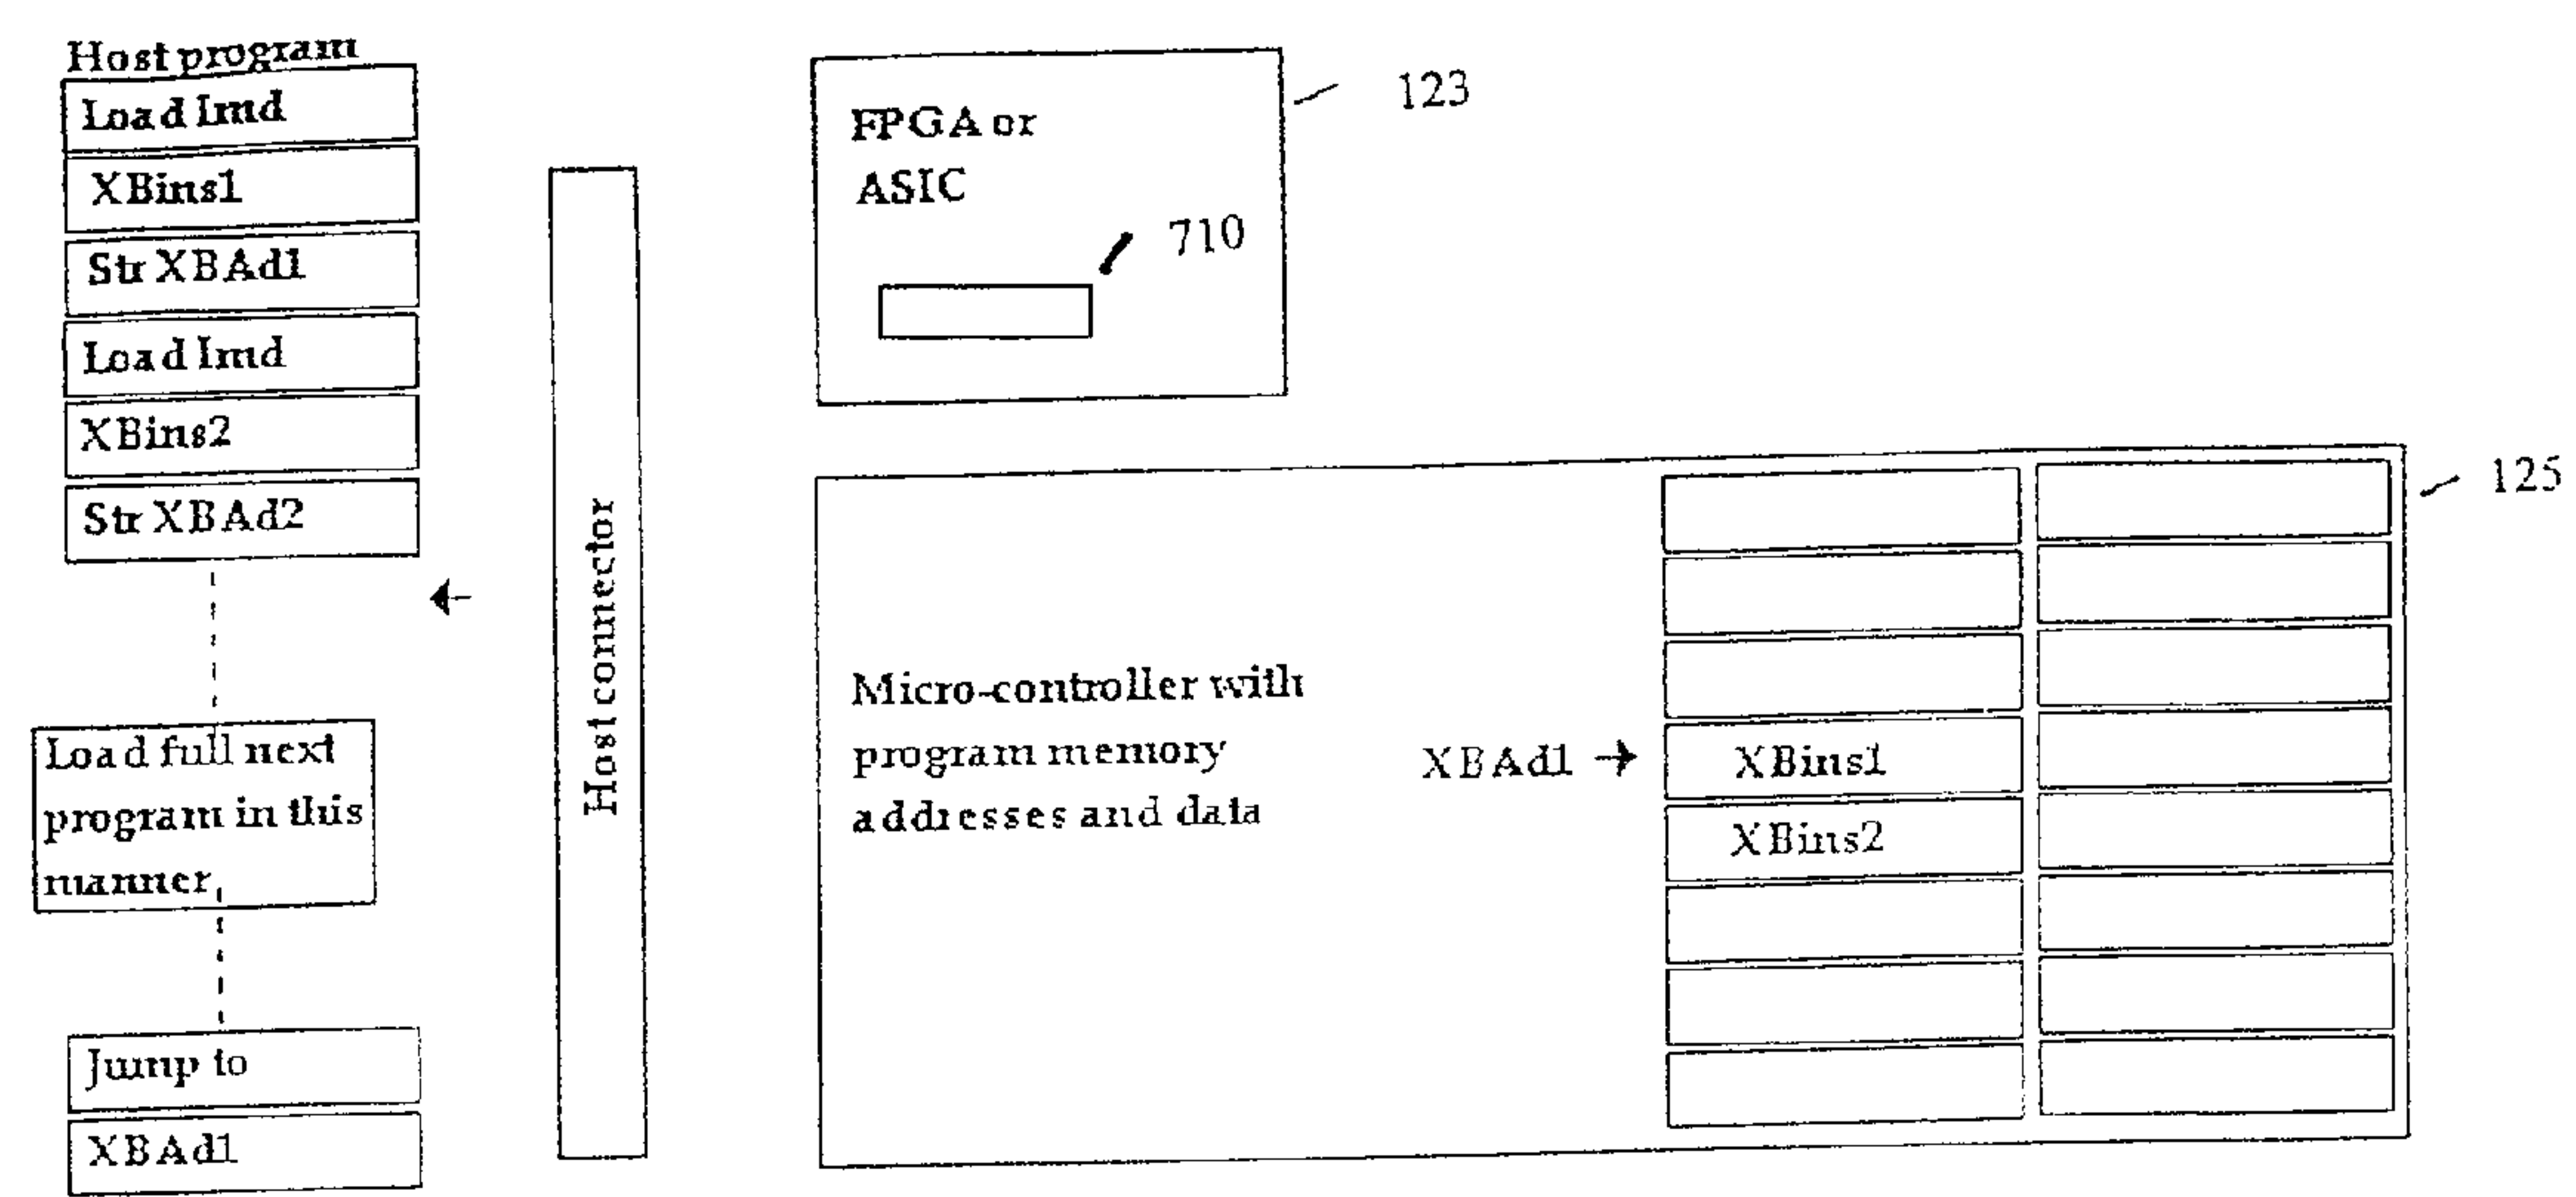 Host program
Load Imd
XBins1
Str XBAd1
Load Imd
XBins2
Str XBAd2
Load full next
program in this
manner
Jump to
XBAd1
Host connector
FPGA or
ASIC
710
123
Micro-controller with
program memory
addresses and data
XBAd1
XBins1
XBins2
125